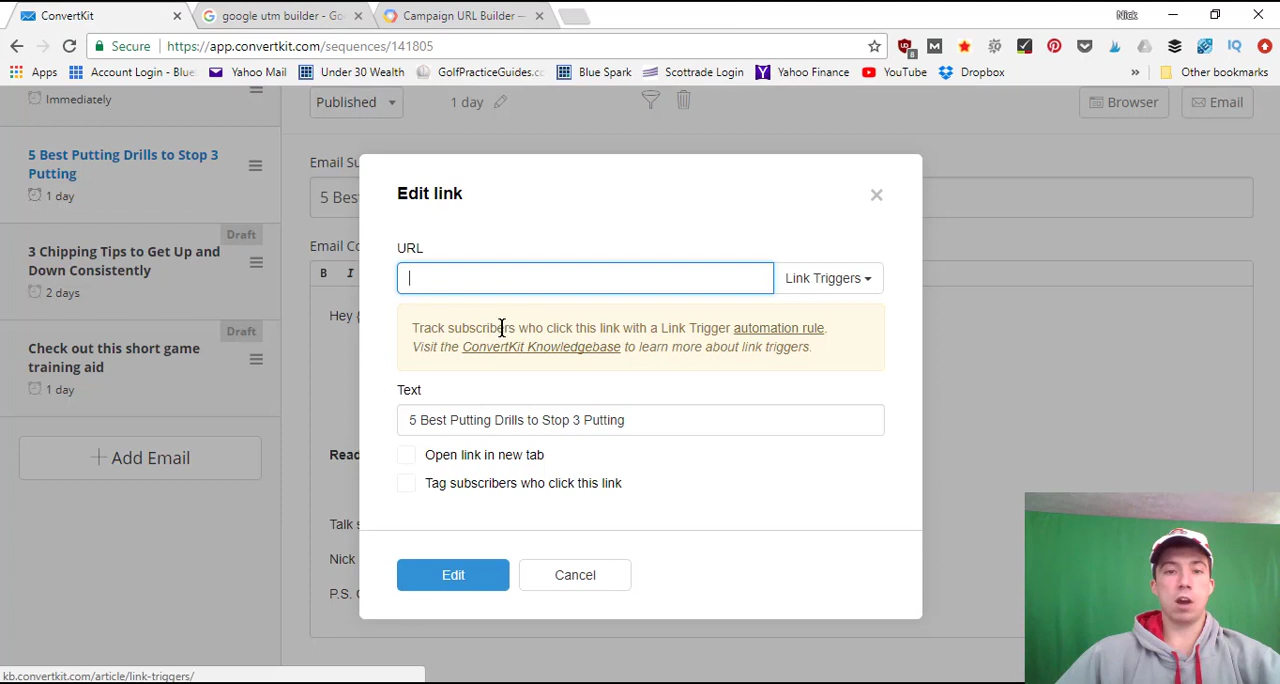 ConvertKit
google utm builder - Go
Campaign URL Builder —
Nick
Secure
https://app.convertkit.com/sequences/141805
8
Apps
Account Login - Blue
Yahoo Mail
Under 30 Wealth
GolfPracticeGuides.co
Blue Spark
Scottrade Login
Yahoo Finance
YouTube
Dropbox
»
Other bookmarks
Immediately
Published
1 day
Browser
Email
5 Best Putting Drills to Stop 3
Putting
1 day
Draft
3 Chipping Tips to Get Up and
Down Consistently
2 days
Draft
Check out this short game
training aid
1 day
+ Add Email
Email Su
5 Bes
Email Co
B I
Hey {
Read
Talk s
Nick
P.S. C
Edit link
×
URL
Link Triggers
Track subscribers who click this link with a Link Trigger automation rule.
Visit the ConvertKit Knowledgebase to learn more about link triggers.
Text
5 Best Putting Drills to Stop 3 Putting
Open link in new tab
Tag subscribers who click this link
Edit
Cancel
kb.convertkit.com/article/link-triggers/